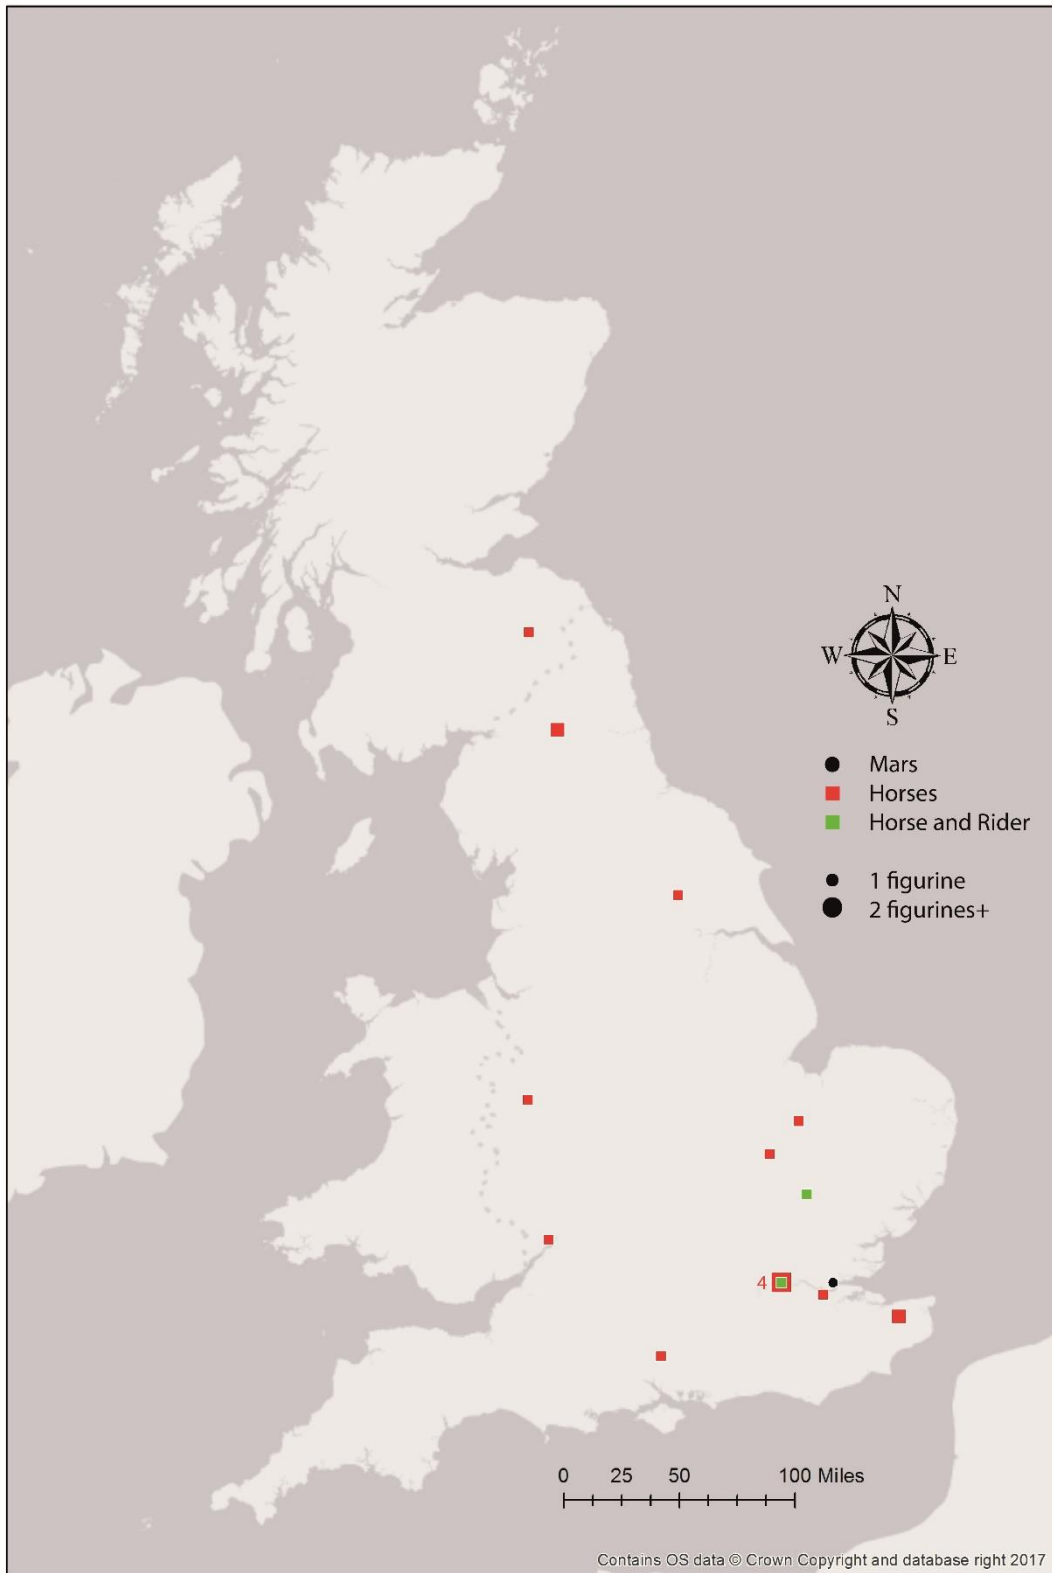 N
W E
S
Mars
Horses
Horse and Rider
1 figurine
2 figurines+
4
0 25 50 100 Miles
Contains OS data © Crown Copyright and database right 2017